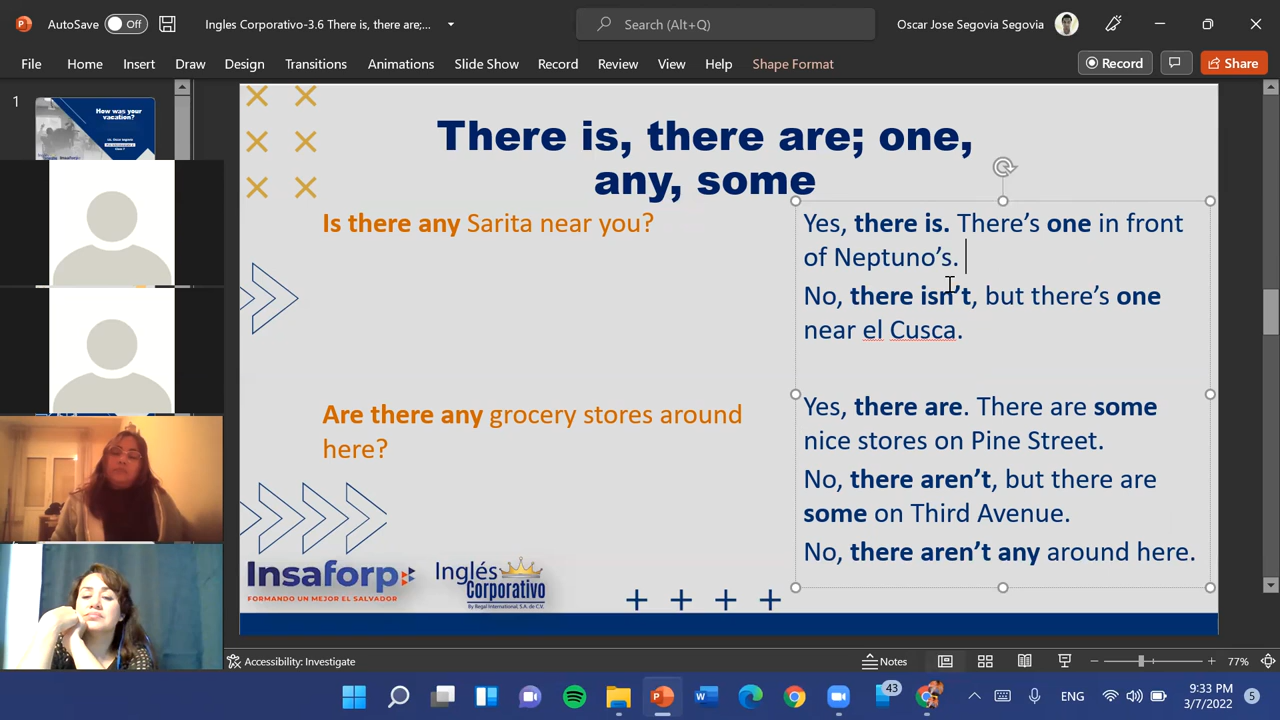 AutoSave Off Ingles Corporativo-3.6 There is, there are;... Search (Alt+Q) Oscar Jose Segovia Segovia
File Home Insert Draw Design Transitions Animations Slide Show Record Review View Help Shape Format Record Share
1
How was your
vacation?
There is, there are; one,
any, some
Is there any Sarita near you?
Yes, there is. There's one in front
of Neptuno's.
No, there isn't, but there's one
near el Cusca.
Are there any grocery stores around
here?
Yes, there are. There are some
nice stores on Pine Street.
No, there aren't, but there are
some on Third Avenue.
No, there aren't any around here.
Insaforp
FORMANDO UN MEJOR EL SALVADOR
Inglés
Corporativo
By Regal International, S.A. de C.V.
Accessibility: Investigate Notes 77%
43 ENG 9:33 PM
3/7/2022 5